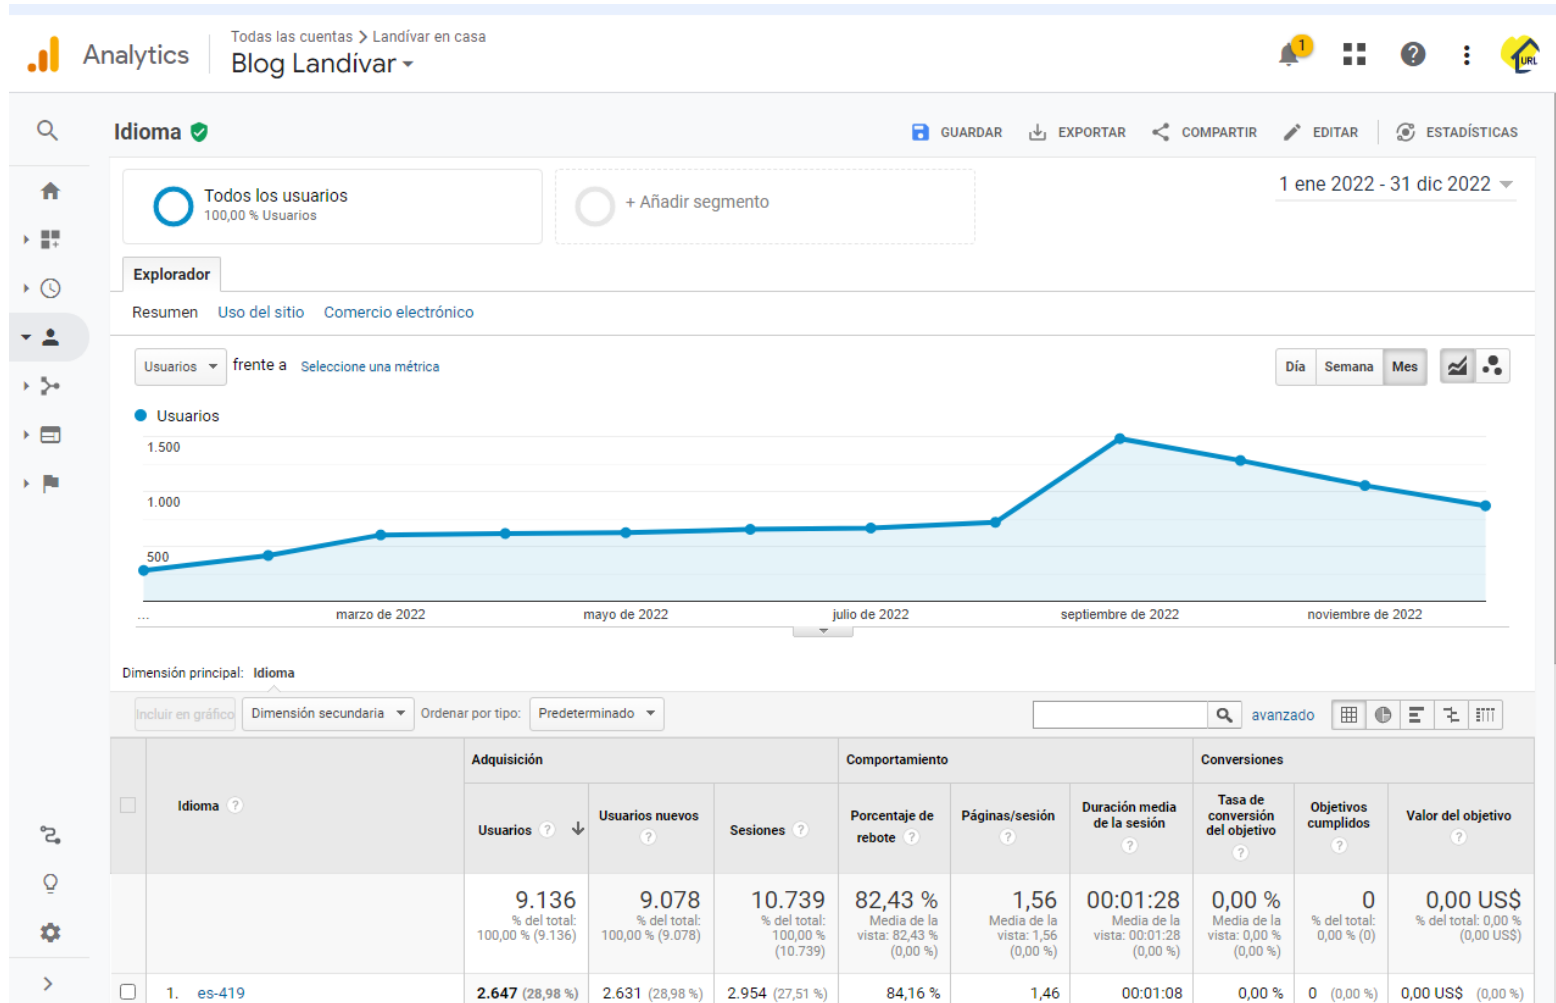 Analytics
Todas las cuentas > Landívar en casa
Blog Landívar
1
URL
Idioma
GUARDAR
EXPORTAR
COMPARTIR
EDITAR
ESTADÍSTICAS
Todos los usuarios
100,00 % Usuarios
+ Añadir segmento
1 ene 2022 - 31 dic 2022
Explorador
Resumen
Uso del sitio
Comercio electrónico
Usuarios
frente a
Seleccione una métrica
Día
Semana
Mes
Usuarios
1.500
1.000
500
...
marzo de 2022
mayo de 2022
julio de 2022
septiembre de 2022
noviembre de 2022
Dimensión principal: Idioma
Incluir en gráfico
Dimensión secundaria
Ordenar por tipo:
Predeterminado
avanzado
Adquisición
Comportamiento
Conversiones
Idioma ?
Usuarios ?
Usuarios nuevos
?
Sesiones ?
Porcentaje de
rebote ?
Páginas/sesión
?
Duración media
de la sesión
?
Tasa de
conversión
del objetivo
?
Objetivos
cumplidos
?
Valor del objetivo
?
9.136
% del total:
100,00 % (9.136)
9.078
% del total:
100,00 % (9.078)
10.739
% del total:
100,00 %
(10.739)
82,43 %
Media de la
vista: 82,43 %
(0,00 %)
1,56
Media de la
vista: 1,56
(0,00 %)
00:01:28
Media de la
vista: 00:01:28
(0,00 %)
0,00 %
Media de la
vista: 0,00 %
(0,00 %)
0
% del total:
0,00 % (0)
0,00 US$
% del total: 0,00 %
(0,00 US$)
1. es-419
2.647 (28,98 %)
2.631 (28,98 %)
2.954 (27,51 %)
84,16 %
1,46
00:01:08
0,00 %
0 (0,00 %)
0,00 US$ (0,00 %)